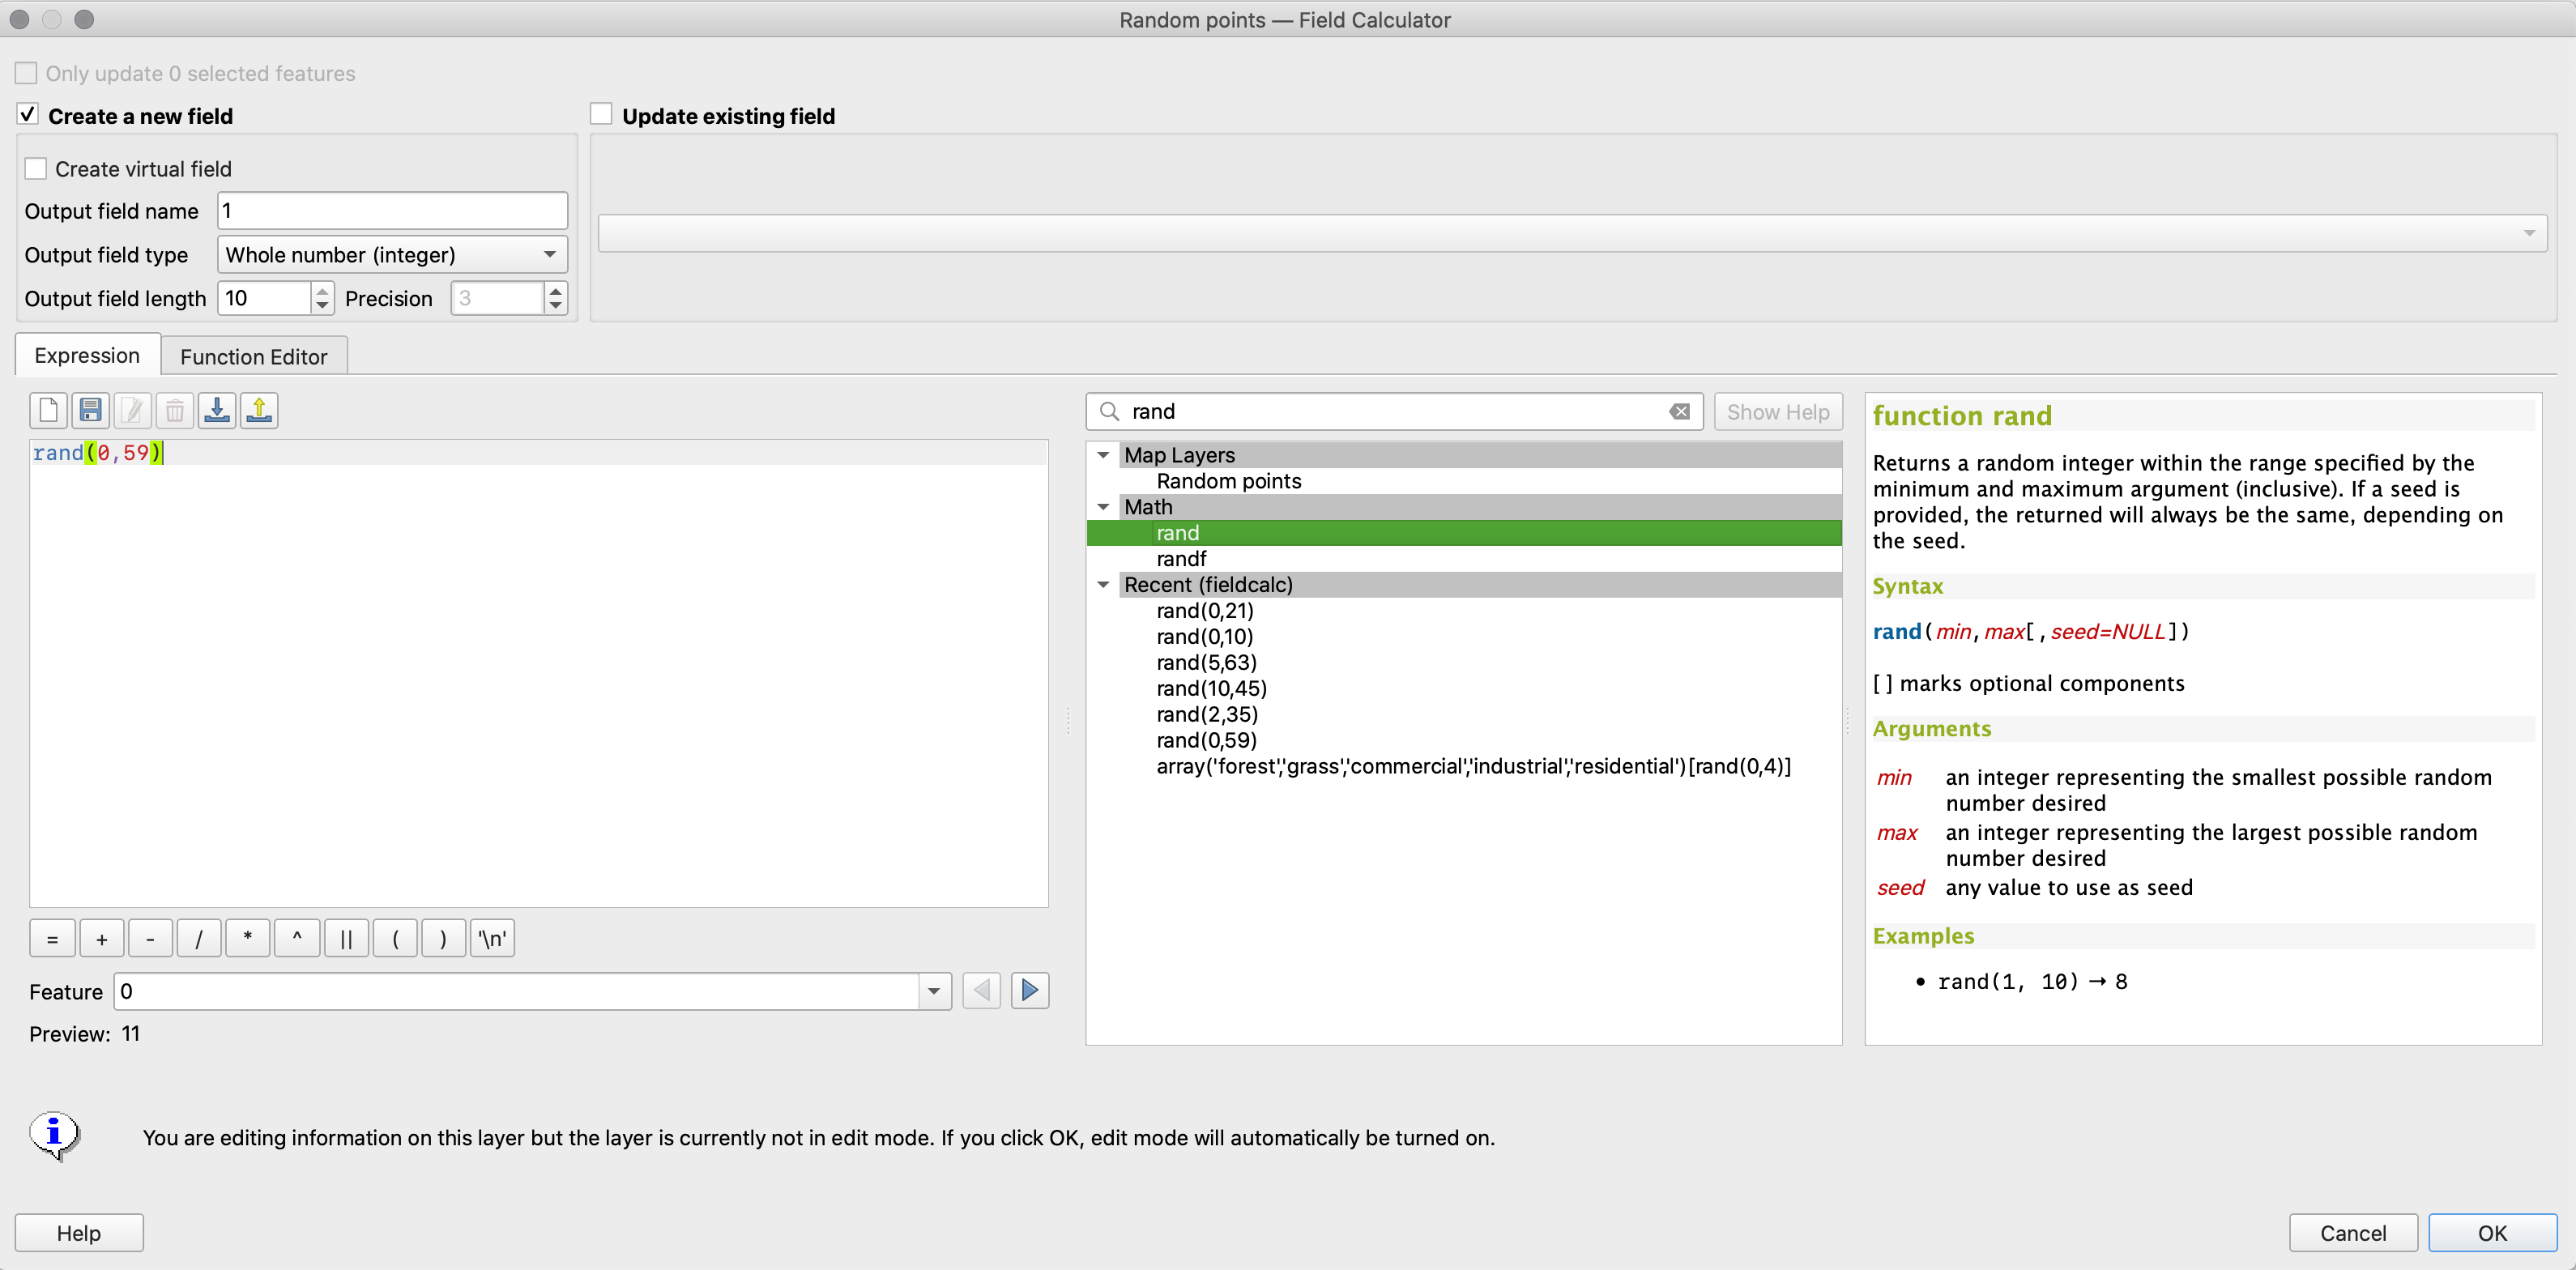 Random points — Field Calculator
Only update 0 selected features
Create a new field
Update existing field
Create virtual field
Output field name 1
Output field type Whole number (integer)
Output field length 10 Precision 3
Expression Function Editor
rand(0,59)
= + - / * ^ || ( ) '\n'
Feature 0
Preview: 11
rand Show Help
Map Layers
Random points
Math
rand
randf
Recent (fieldcalc)
rand(0,21)
rand(0,10)
rand(5,63)
rand(10,45)
rand(2,35)
rand(0,59)
array('forest','grass','commercial','industrial','residential')[rand(0,4)]
function rand
Returns a random integer within the range specified by the
minimum and maximum argument (inclusive). If a seed is
provided, the returned will always be the same, depending on
the seed.
Syntax
rand(min,max[,seed=NULL])
[ ] marks optional components
Arguments
min an integer representing the smallest possible random
number desired
max an integer representing the largest possible random
number desired
seed any value to use as seed
Examples
• rand(1, 10) → 8
You are editing information on this layer but the layer is currently not in edit mode. If you click OK, edit mode will automatically be turned on.
Help Cancel OK